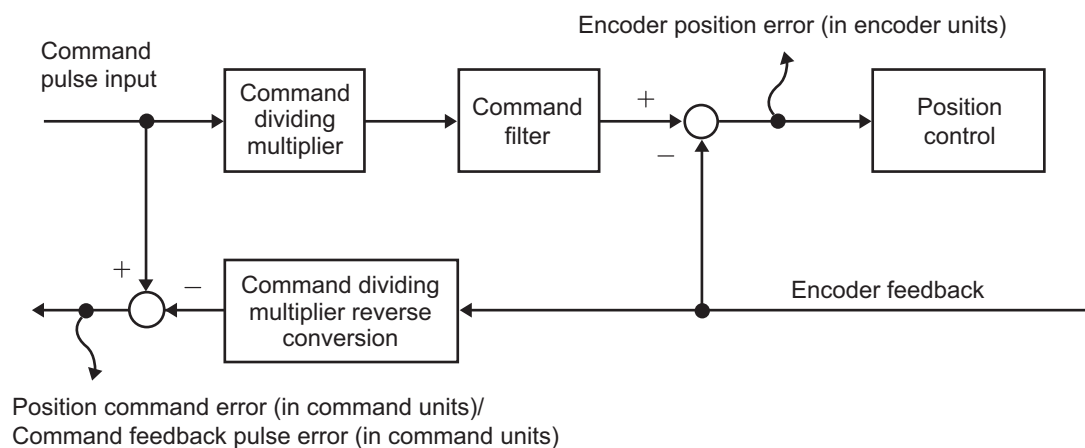 Encoder position error (in encoder units)
Command
pulse input
Command
dividing
multiplier
Command
filter
+
−
Position
control
+
−
Command dividing
multiplier reverse
conversion
Encoder feedback
Position command error (in command units)/
Command feedback pulse error (in command units)